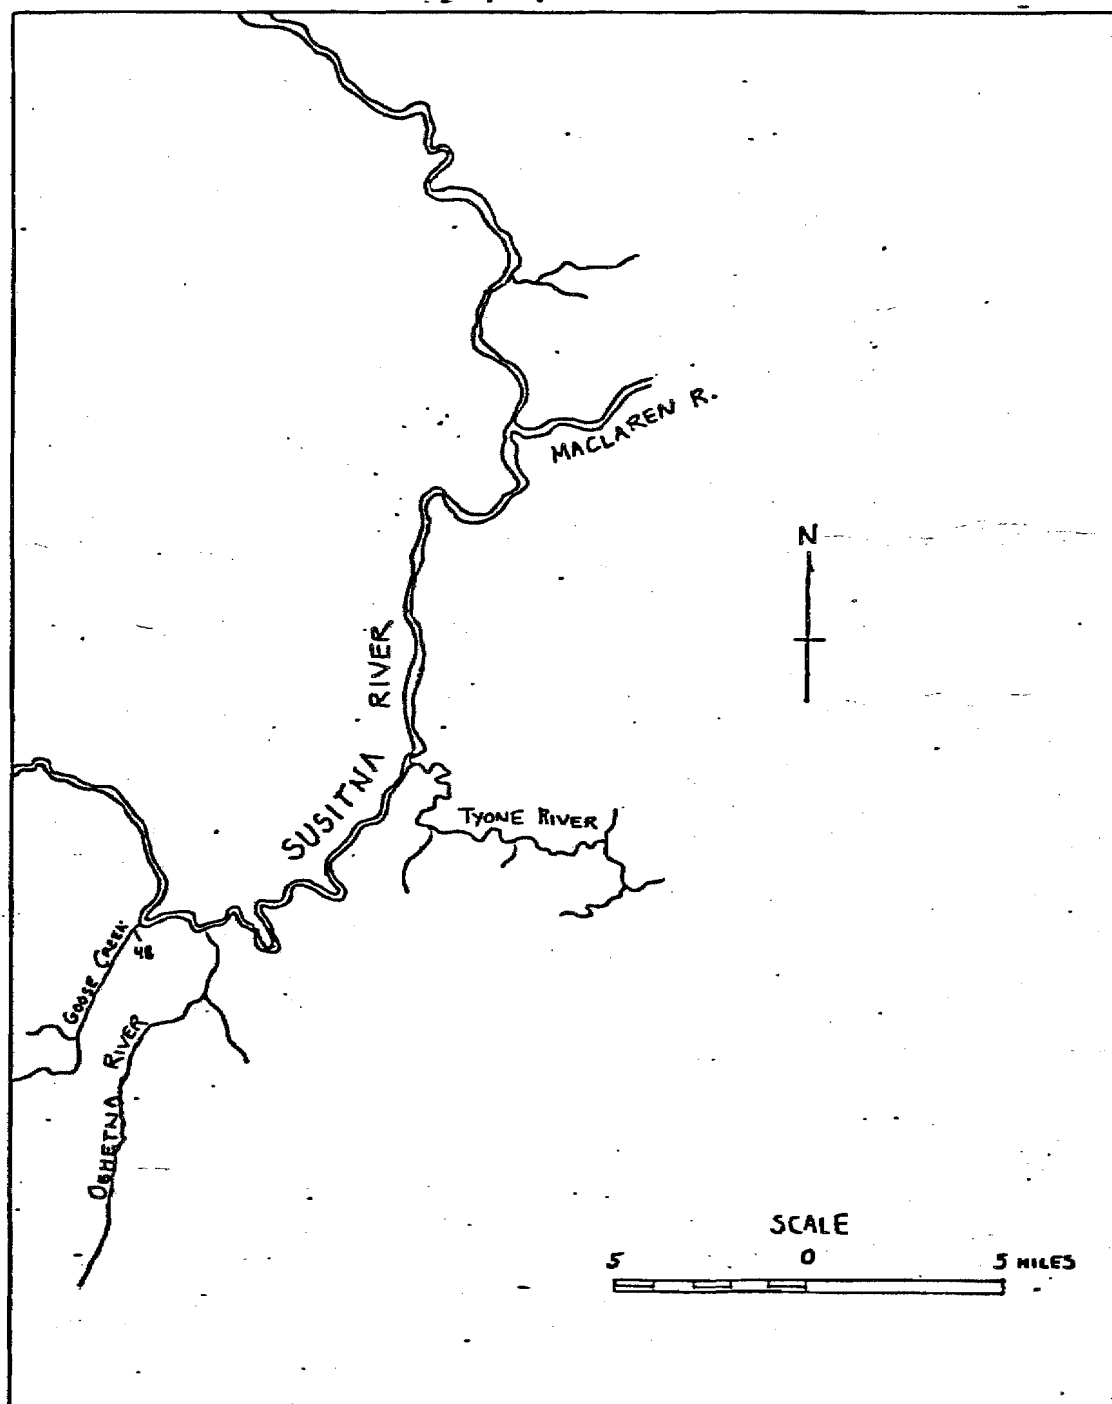 MACLAREN R.
N
SUSITNA RIVER
TYONE RIVER
GOOSE CREEK
48
OSHETNA RIVER
SCALE
5 0 5 MILES